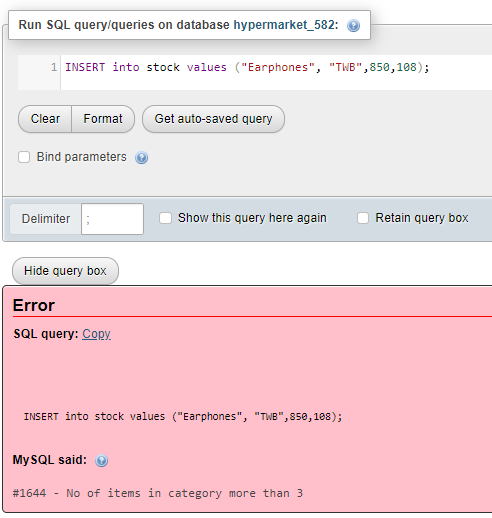 Run SQL query/queries on database hypermarket_582:
1 INSERT into stock values ("Earphones", "TWB",850,108);
Clear Format Get auto-saved query
Bind parameters
Delimiter ; Show this query here again Retain query box
Hide query box
Error
SQL query: Copy
INSERT into stock values ("Earphones", "TWB",850,108);
MySQL said:
#1644 - No of items in category more than 3